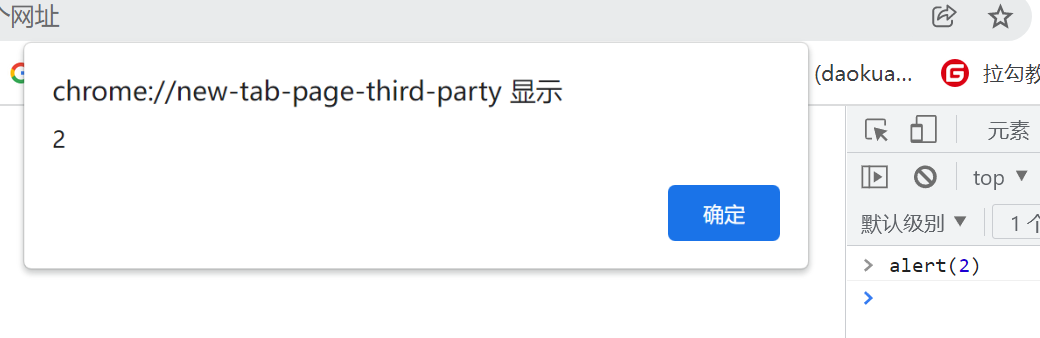 个网址
(daokua...
拉勾教
chrome://new-tab-page-third-party 显示
2
确定
元素
top
默认级别
1 个
alert(2)